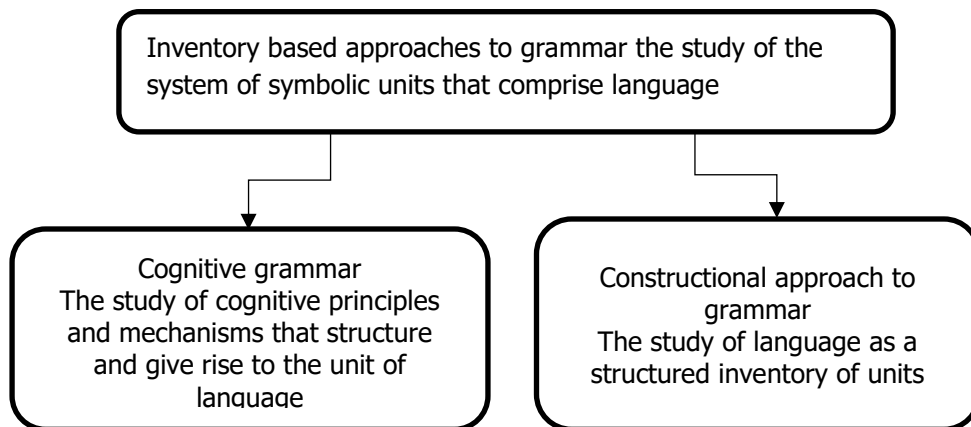 Inventory based approaches to grammar the study of the
system of symbolic units that comprise language
Cognitive grammar
The study of cognitive principles
and mechanisms that structure
and give rise to the unit of
language
Constructional approach to
grammar
The study of language as a
structured inventory of units